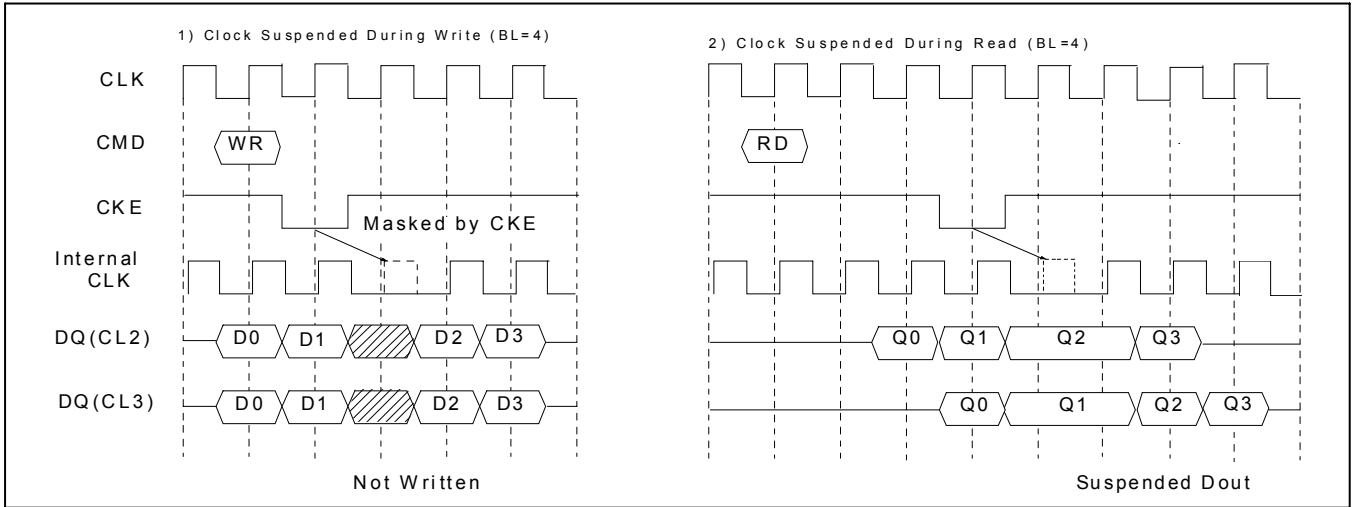 1) Clock Suspended During Write (BL=4)
2) Clock Suspended During Read (BL=4)
CLK
CMD
WR
RD
CKE
Masked by CKE
Internal
CLK
DQ(CL2)
D0 D1 D2 D3
Q0 Q1 Q2 Q3
DQ(CL3)
D0 D1 D2 D3
Q0 Q1 Q2 Q3
Not Written
Suspended Dout